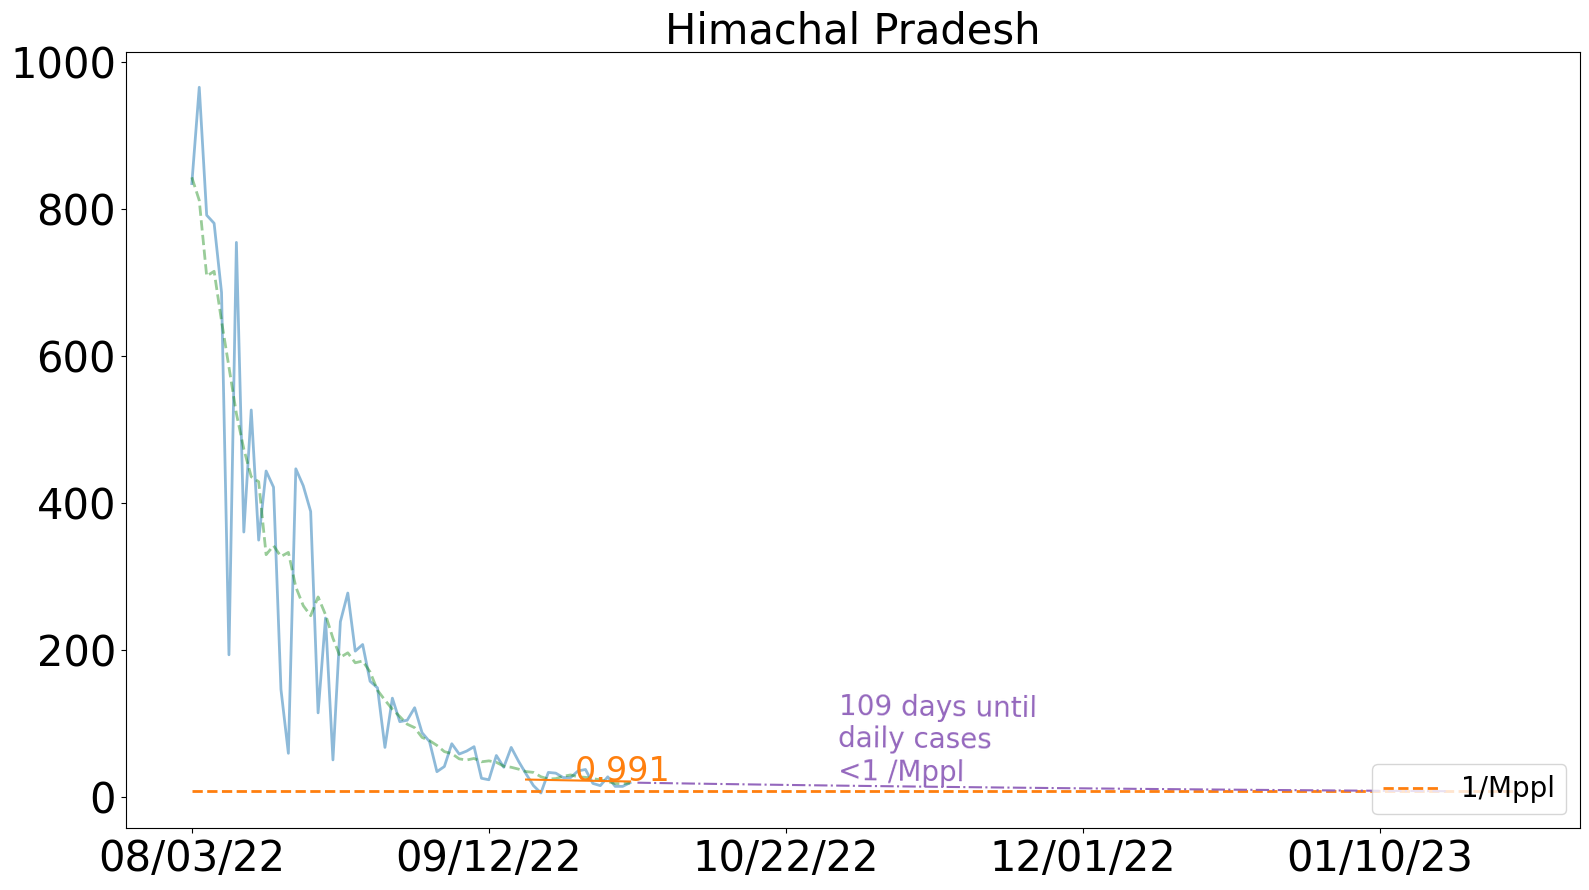 Himachal Pradesh
1000
800
600
400
200
0
109 days until
daily cases
<1 /Mppl
0.991
1/Mppl
08/03/22
09/12/22
10/22/22
12/01/22
01/10/23